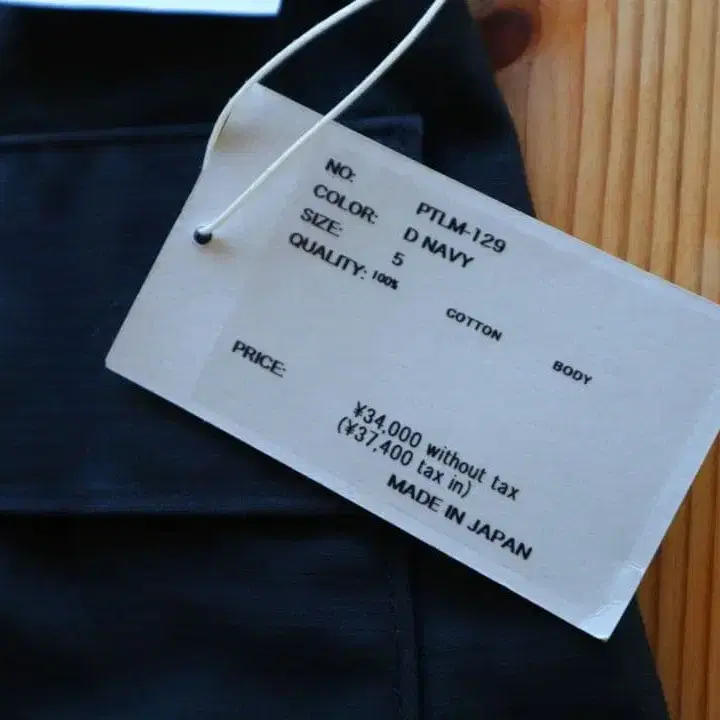 NO: PTLM-129
COLOR: D NAVY
SIZE: 5
QUALITY: 100% COTTON BODY
PRICE: ¥34,000 without tax
(¥37,400 tax in)
MADE IN JAPAN